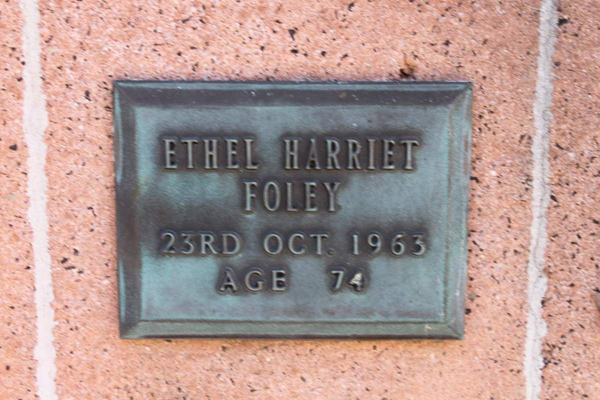 ETHEL HARRIET
FOLEY
23RD OCT. 1963
AGE 74